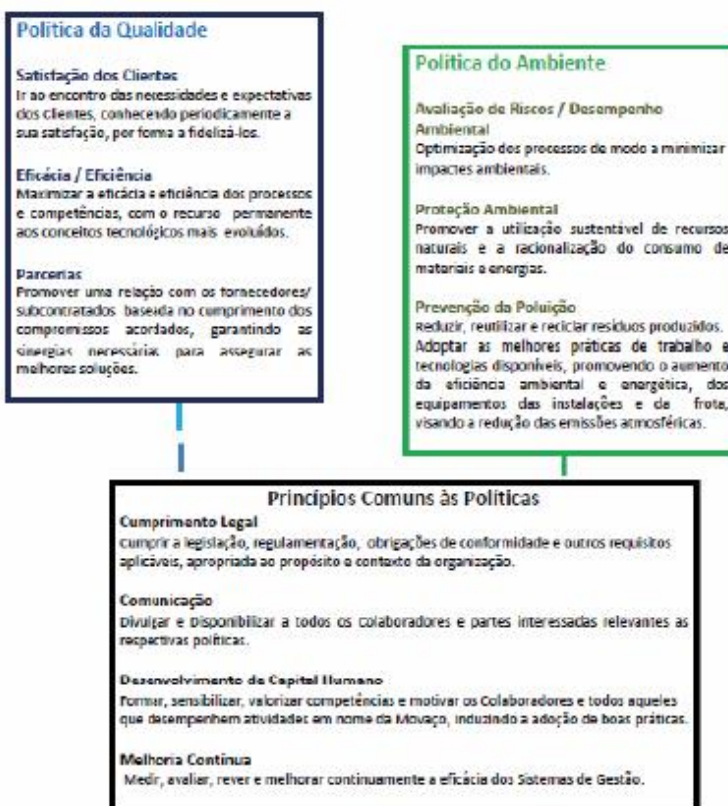 Política da Qualidade
Satisfação dos Clientes
Ir ao encontro das necessidades e expectativas
dos Clientes, conhecendo periodicamente a
sua satisfação, por forma a fidelizá-los.
Eficácia / Eficiência
Maximizar a eficácia e eficiência dos processos
e competências, com o recurso permanente
aos conceitos tecnológicos mais evoluídos.
Parcerias
Promover uma relação com os fornecedores/
subcontratados baseada no cumprimento dos
compromissos acordados, garantindo as
sinergias necessárias para assegurar as
melhores soluções.
Política do Ambiente
Avaliação de Riscos / Desempenho
Ambiental
Optimização dos processos de modo a minimizar
impactes ambientais.
Proteção Ambiental
Promover a utilização sustentável de recursos
naturais e a racionalização do consumo de
materiais e energias.
Prevenção da Poluição
Reduzir, reutilizar e reciclar resíduos produzidos.
Adoptar as melhores práticas de trabalho e
tecnologias disponíveis, promovendo o aumento
da eficiência ambiental e energética, dos
equipamentos das instalações e da frota,
visando a redução das emissões atmosféricas.
Princípios Comuns às Políticas
Cumprimento Legal
Cumprir a legislação, regulamentação, obrigações de conformidade e outros requisitos
aplicáveis, apropriada ao propósito e contexto da organização.
Comunicação
Divulgar e Disponibilizar a todos os colaboradores e partes interessadas relevantes as
respectivas políticas.
Desenvolvimento de Capital Humano
Formar, sensibilizar, valorizar competências e motivar os Colaboradores e todos aqueles
que desempenhem atividades em nome da Movaço, induzindo a adoção de boas práticas.
Melhoria Contínua
Medir, avaliar, rever e melhorar continuamente a eficácia dos Sistemas de Gestão.